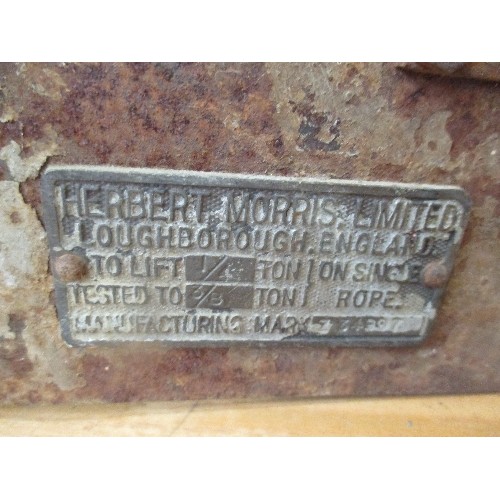 HERBERT MORRIS. LIMITED
LOUGHBOROUGH. ENGLAND.
TO LIFT 1/4 TON ON SINGLE
TESTED TO 3/8 TON ROPE.
MANUFACTURING MARK